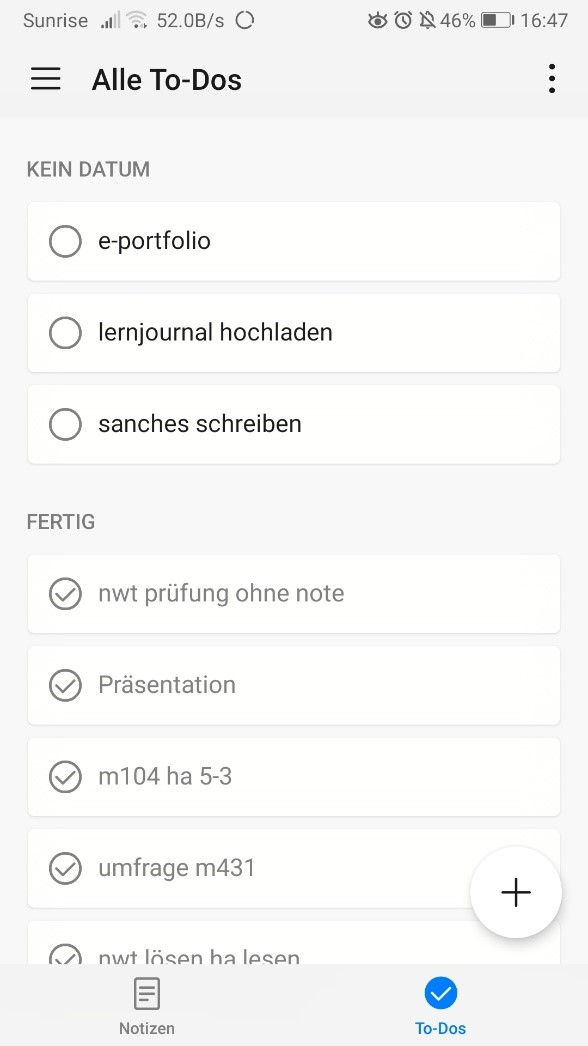 Sunrise 52.0B/s 46% 16:47
Alle To-Dos
KEIN DATUM
e-portfolio
lernjournal hochladen
sanches schreiben
FERTIG
nwt prüfung ohne note
Präsentation
m104 ha 5-3
umfrage m431
nwt lösen ha lesen
Notizen To-Dos